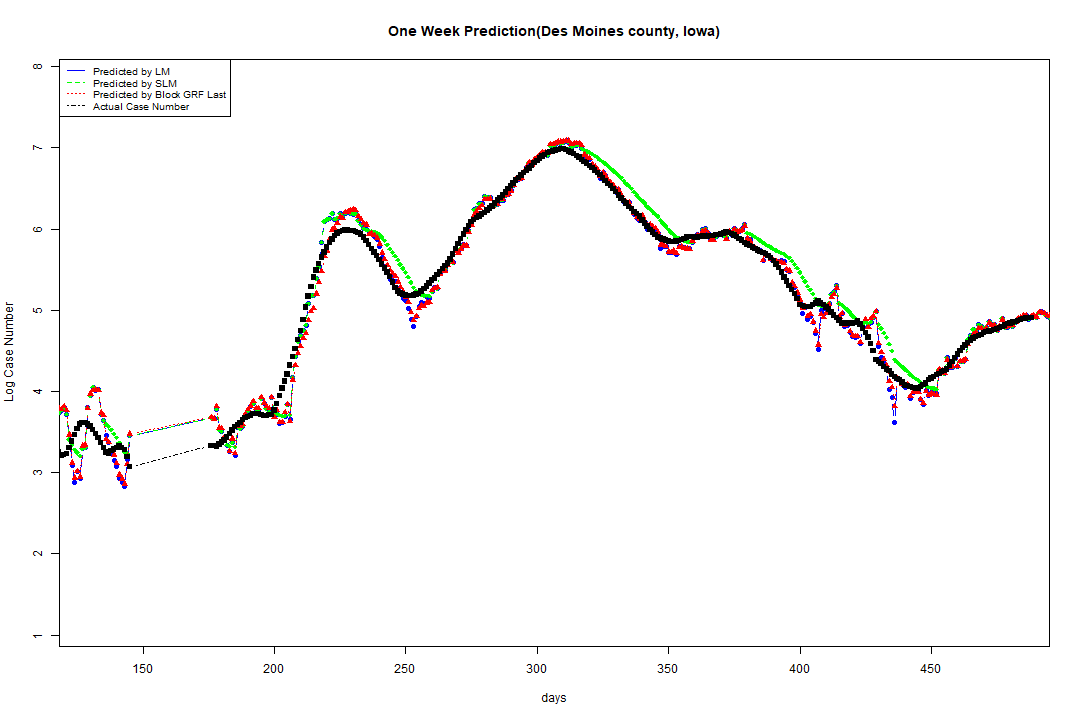 One Week Prediction(Des Moines county, Iowa)
Predicted by LM
Predicted by SLM
Predicted by Block GRF Last
Actual Case Number
8
7
6
5
4
3
2
1
Log Case Number
150 200 250 300 350 400 450
days